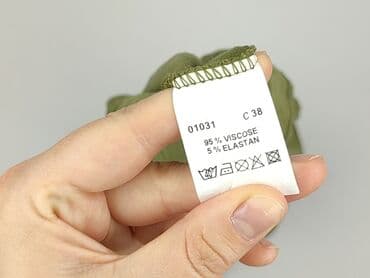 01031 C 38
95 % VISCOSE
5 % ELASTAN